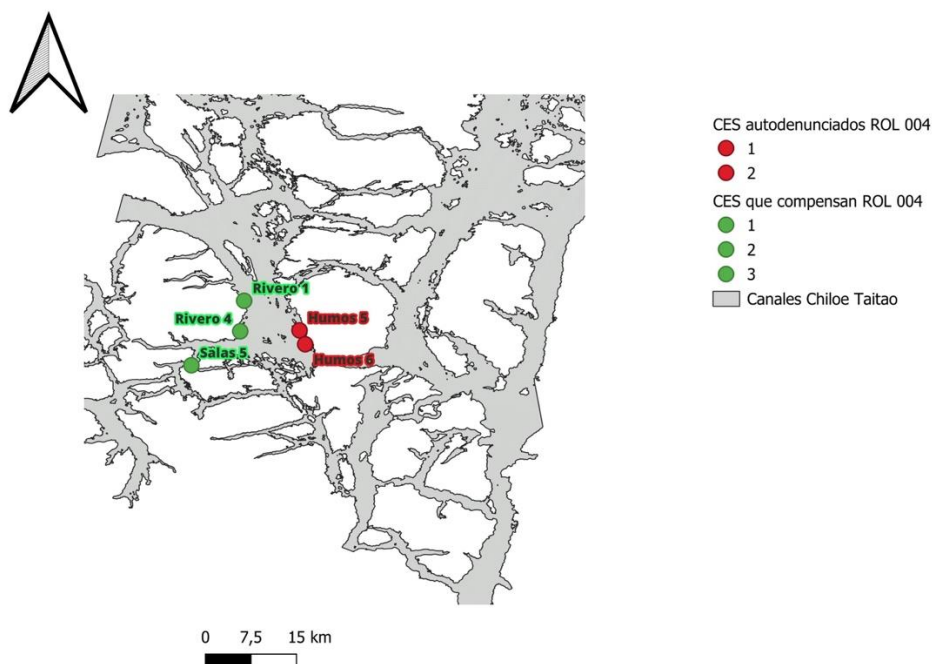 CES autodenunciados ROL 004
1
2
CES que compensan ROL 004
1
2
3
Canales Chiloe Taitao
Rivero 1
Rivero 4
Humos 5
Salas 5
Humos 6
0 7,5 15 km